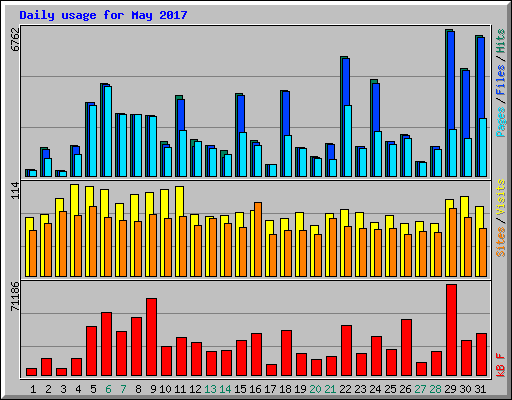 Daily usage for May 2017
6762
Pages / Files / Hits
114
Sites / Visits
71186
kB F
1 2 3 4 5 6 7 8 9 10 11 12 13 14 15 16 17 18 19 20 21 22 23 24 25 26 27 28 29 30 31